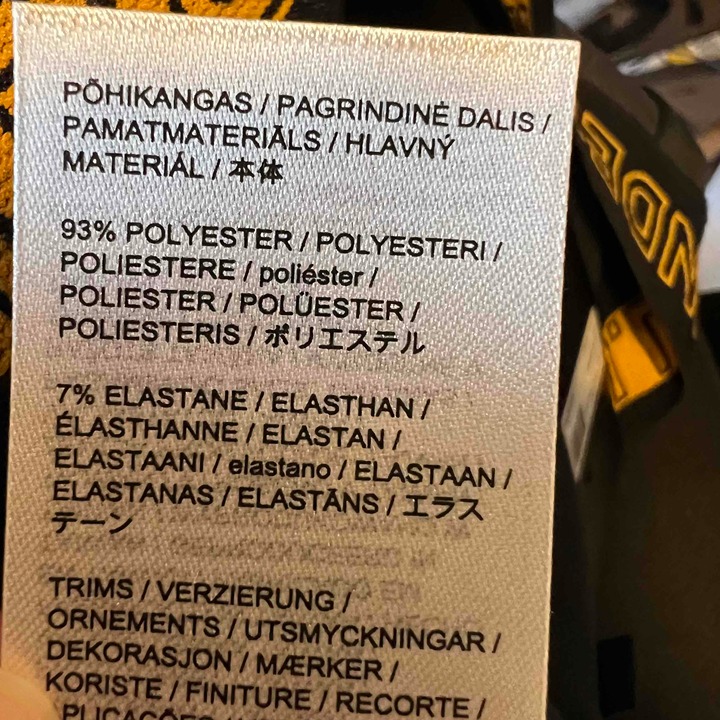 PÕHIKANGAS / PAGRINDINĖ DALIS /
PAMATMATERIĀLS / HLAVNÝ
MATERIÁL / 本体
93% POLYESTER / POLYESTERI /
POLIESTERE / poliéster /
POLIESTER / POLÜESTER /
POLIESTERIS / ポリエステル
7% ELASTANE / ELASTHAN /
ÉLASTHANNE / ELASTAN /
ELASTAANI / elastano / ELASTAAN /
ELASTANAS / ELASTĀNS / エラス
テーン
TRIMS / VERZIERUNG /
ORNEMENTS / UTSMYCKNINGAR /
DEKORASJON / MÆRKER /
KORISTE / FINITURE / RECORTE /